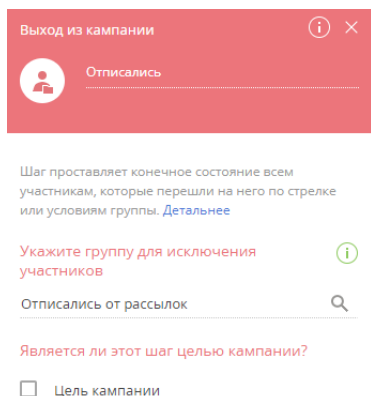 Выход из кампании
Отписались
Шаг проставляет конечное состояние всем
участникам, которые перешли на него по стрелке
или условиям группы. Детальнее
Укажите группу для исключения
участников
Отписались от рассылок
Является ли этот шаг целью кампании?
Цель кампании